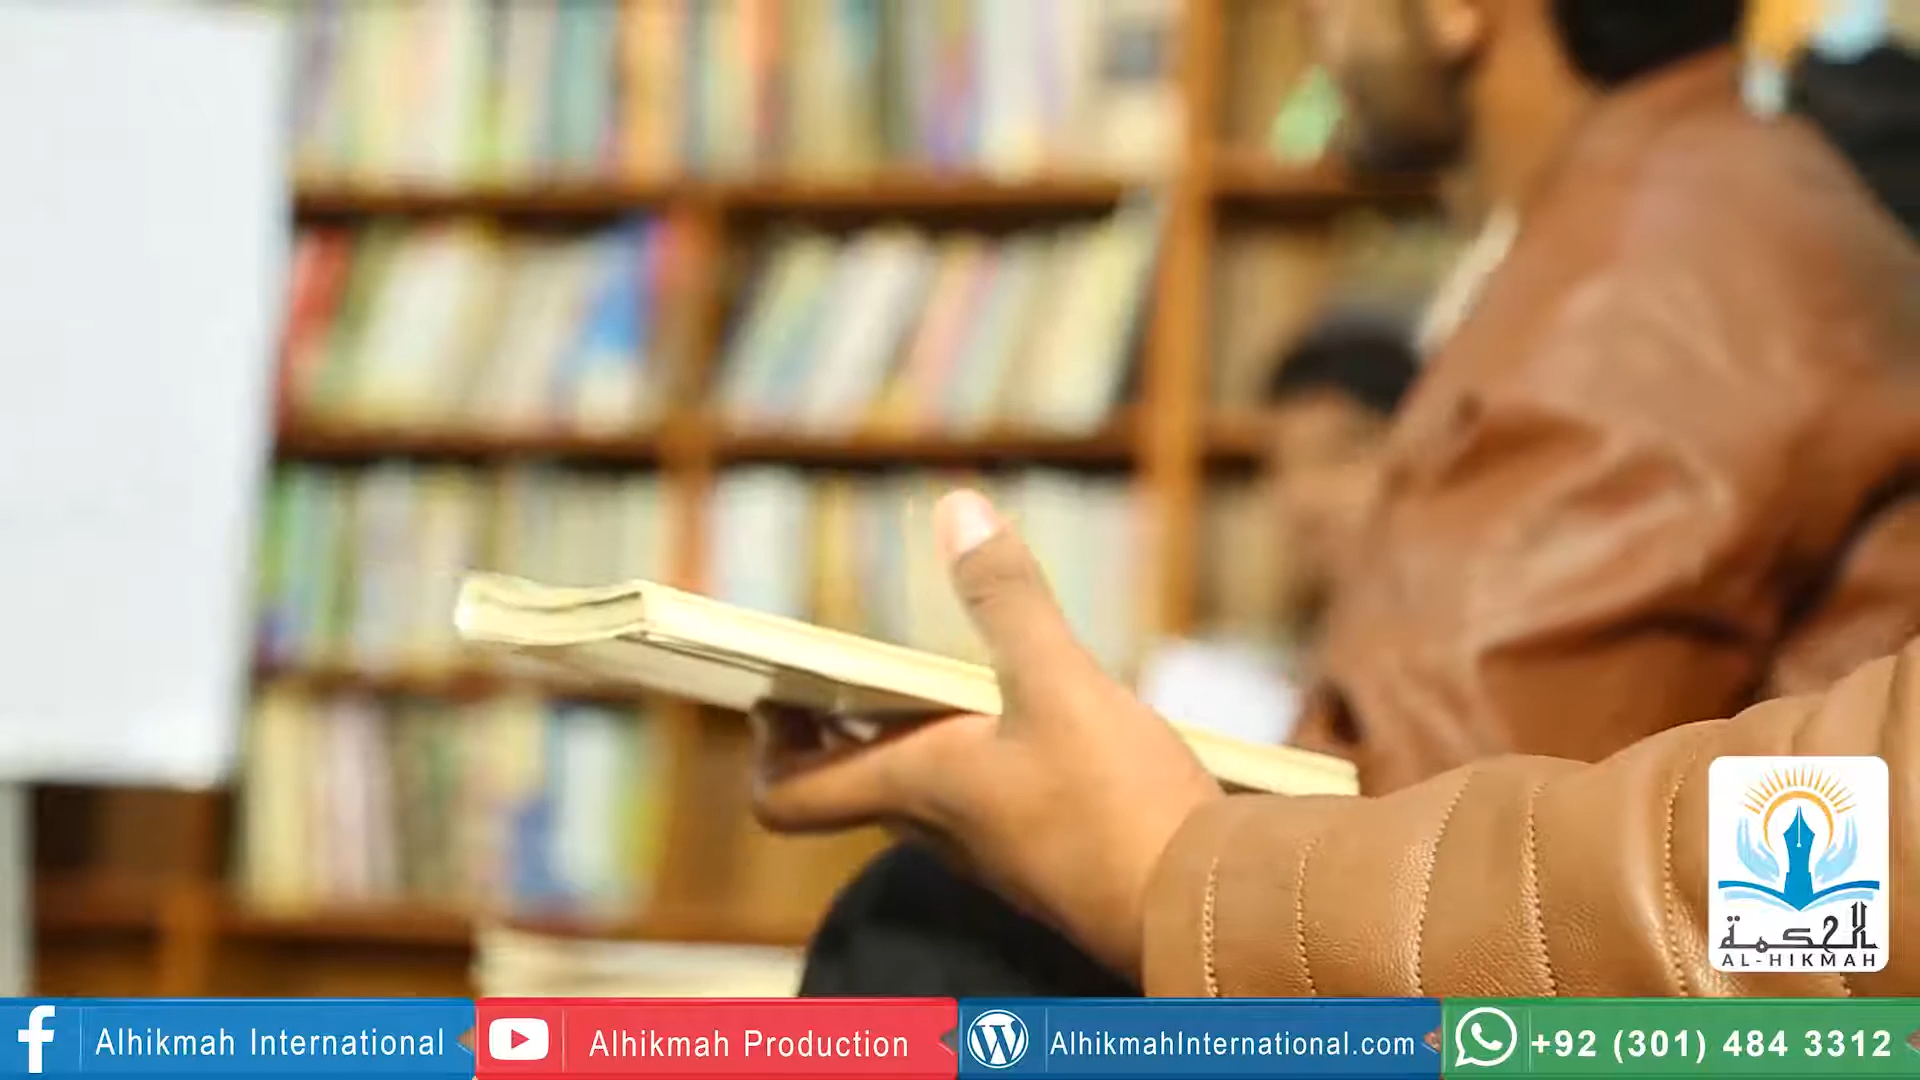 الحكمة
AL-HIKMAH
Alhikmah International
Alhikmah Production
AlhikmahInternational.com
+92 (301) 484 3312